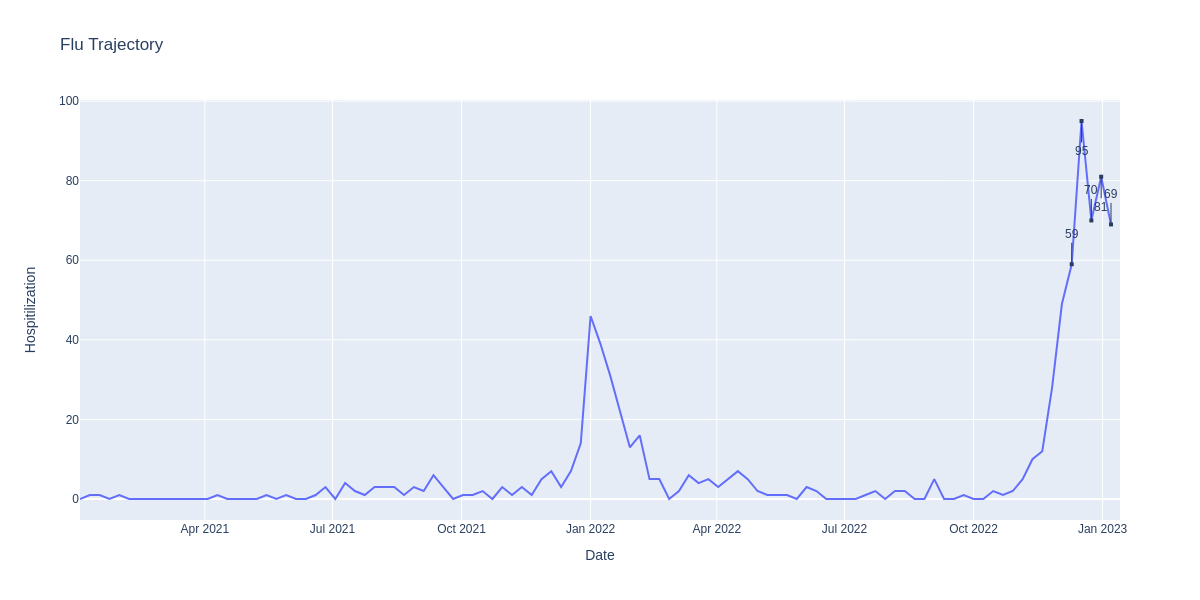 Flu Trajectory
100
80
60
40
20
0
Hospitilization
95
70
69
81
59
Apr 2021
Jul 2021
Oct 2021
Jan 2022
Apr 2022
Jul 2022
Oct 2022
Jan 2023
Date